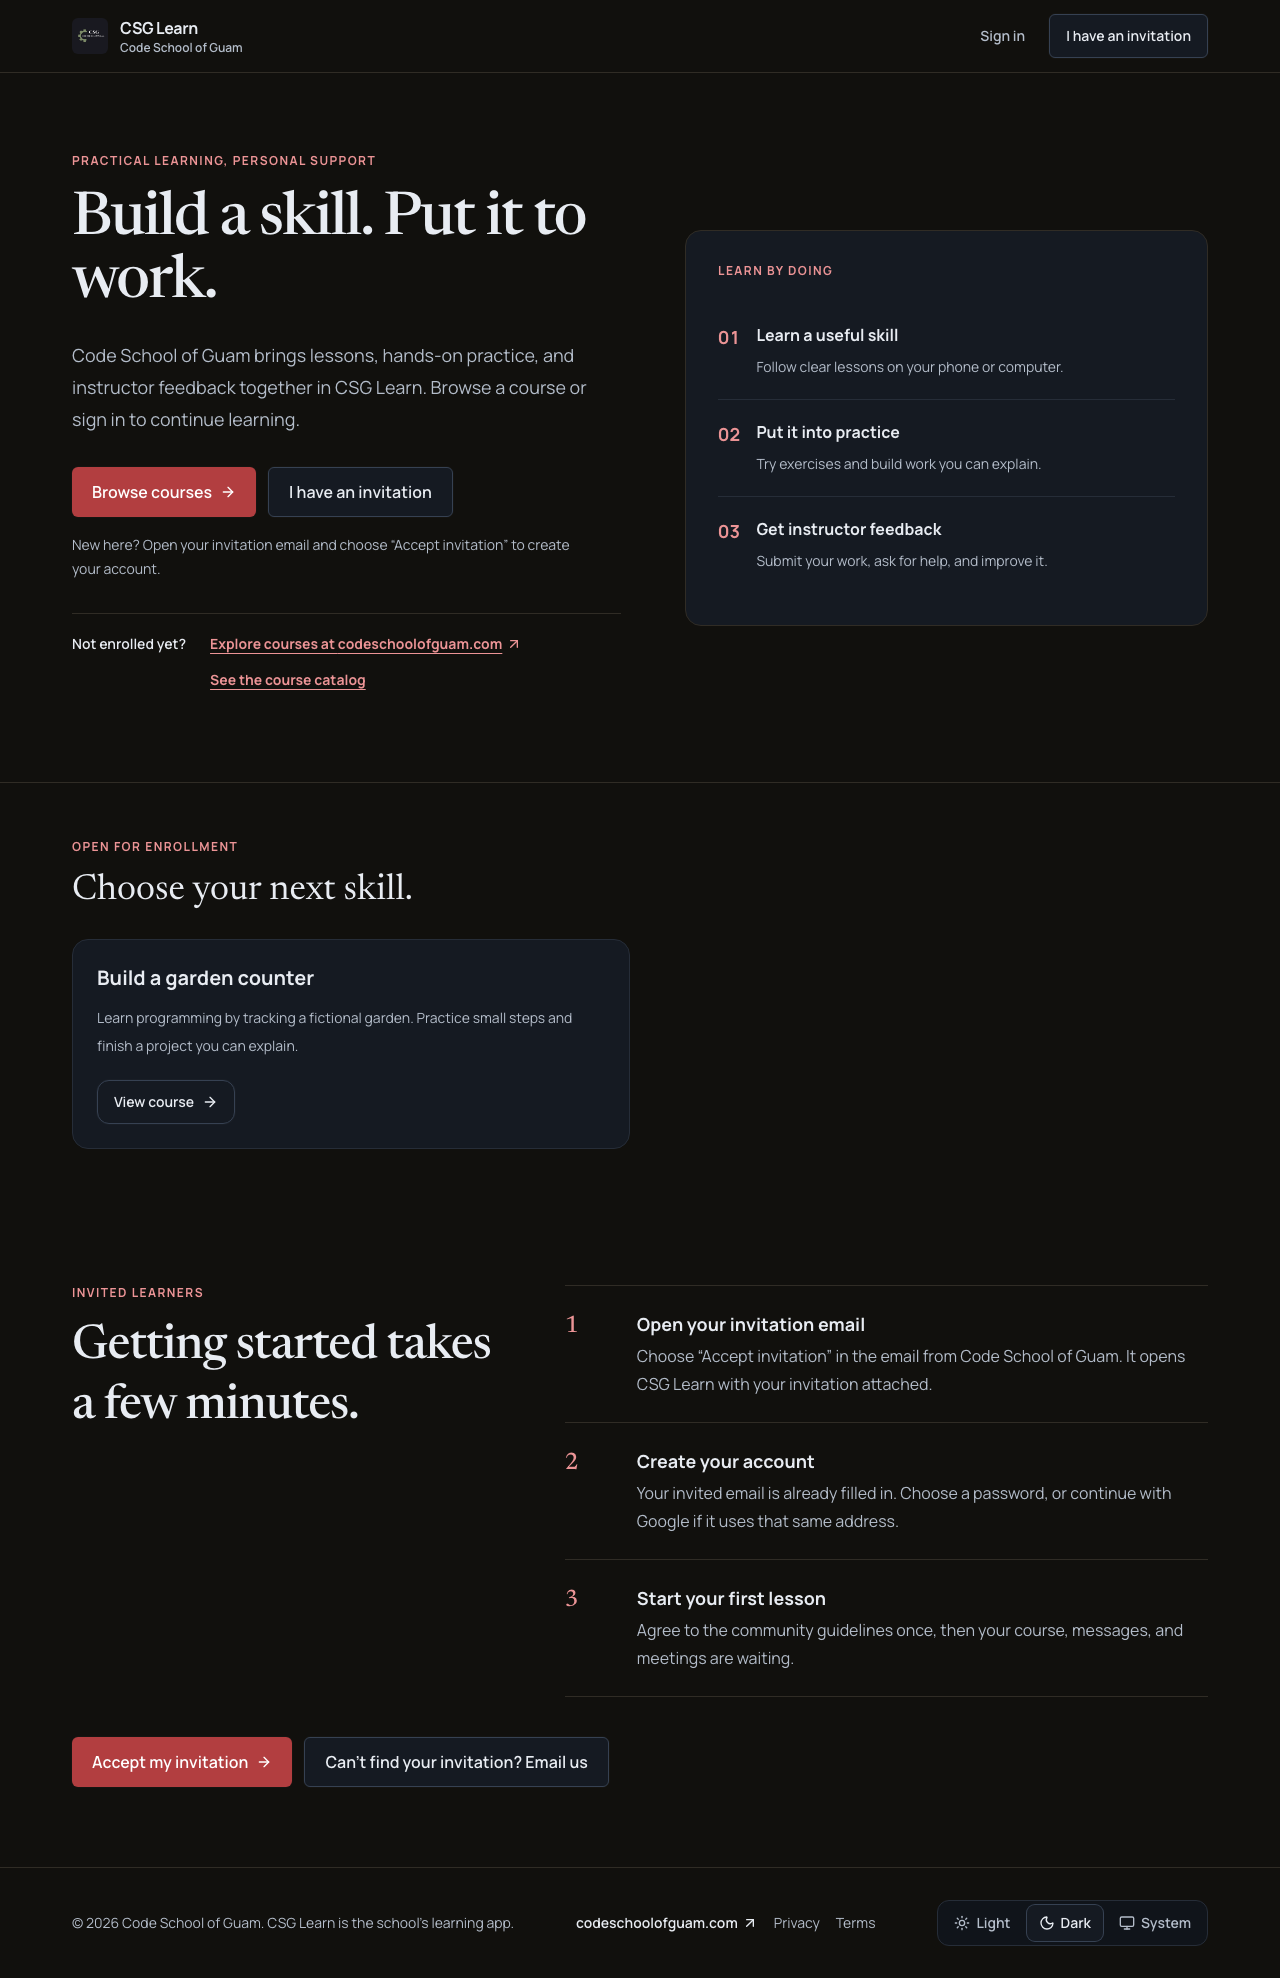 CSG Learn
Code School of Guam
Sign in
I have an invitation
PRACTICAL LEARNING, PERSONAL SUPPORT
Build a skill. Put it to
work.
Code School of Guam brings lessons, hands-on practice, and
instructor feedback together in CSG Learn. Browse a course or
sign in to continue learning.
Browse courses
I have an invitation
New here? Open your invitation email and choose “Accept invitation” to create
your account.
Not enrolled yet?
Explore courses at codeschoolofguam.com
See the course catalog
LEARN BY DOING
01
Learn a useful skill
Follow clear lessons on your phone or computer.
02
Put it into practice
Try exercises and build work you can explain.
03
Get instructor feedback
Submit your work, ask for help, and improve it.
OPEN FOR ENROLLMENT
Choose your next skill.
Build a garden counter
Learn programming by tracking a fictional garden. Practice small steps and
finish a project you can explain.
View course
INVITED LEARNERS
Getting started takes
a few minutes.
1
Open your invitation email
Choose “Accept invitation” in the email from Code School of Guam. It opens
CSG Learn with your invitation attached.
2
Create your account
Your invited email is already filled in. Choose a password, or continue with
Google if it uses that same address.
3
Start your first lesson
Agree to the community guidelines once, then your course, messages, and
meetings are waiting.
Accept my invitation
Can’t find your invitation? Email us
© 2026 Code School of Guam. CSG Learn is the school’s learning app.
codeschoolofguam.com
Privacy
Terms
Light
Dark
System